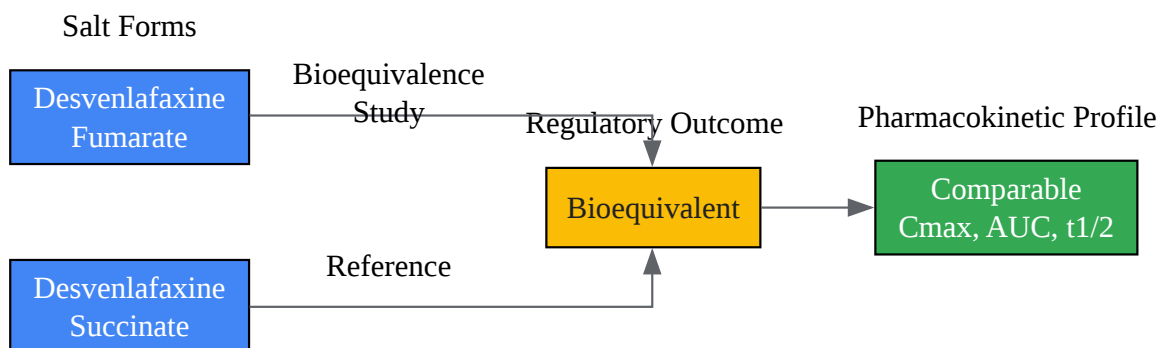 Salt Forms
Desvenlafaxine
Fumarate
Bioequivalence
Study
Regulatory Outcome
Bioequivalent
Pharmacokinetic Profile
Comparable
Cmax, AUC, t1/2
Desvenlafaxine
Succinate
Reference